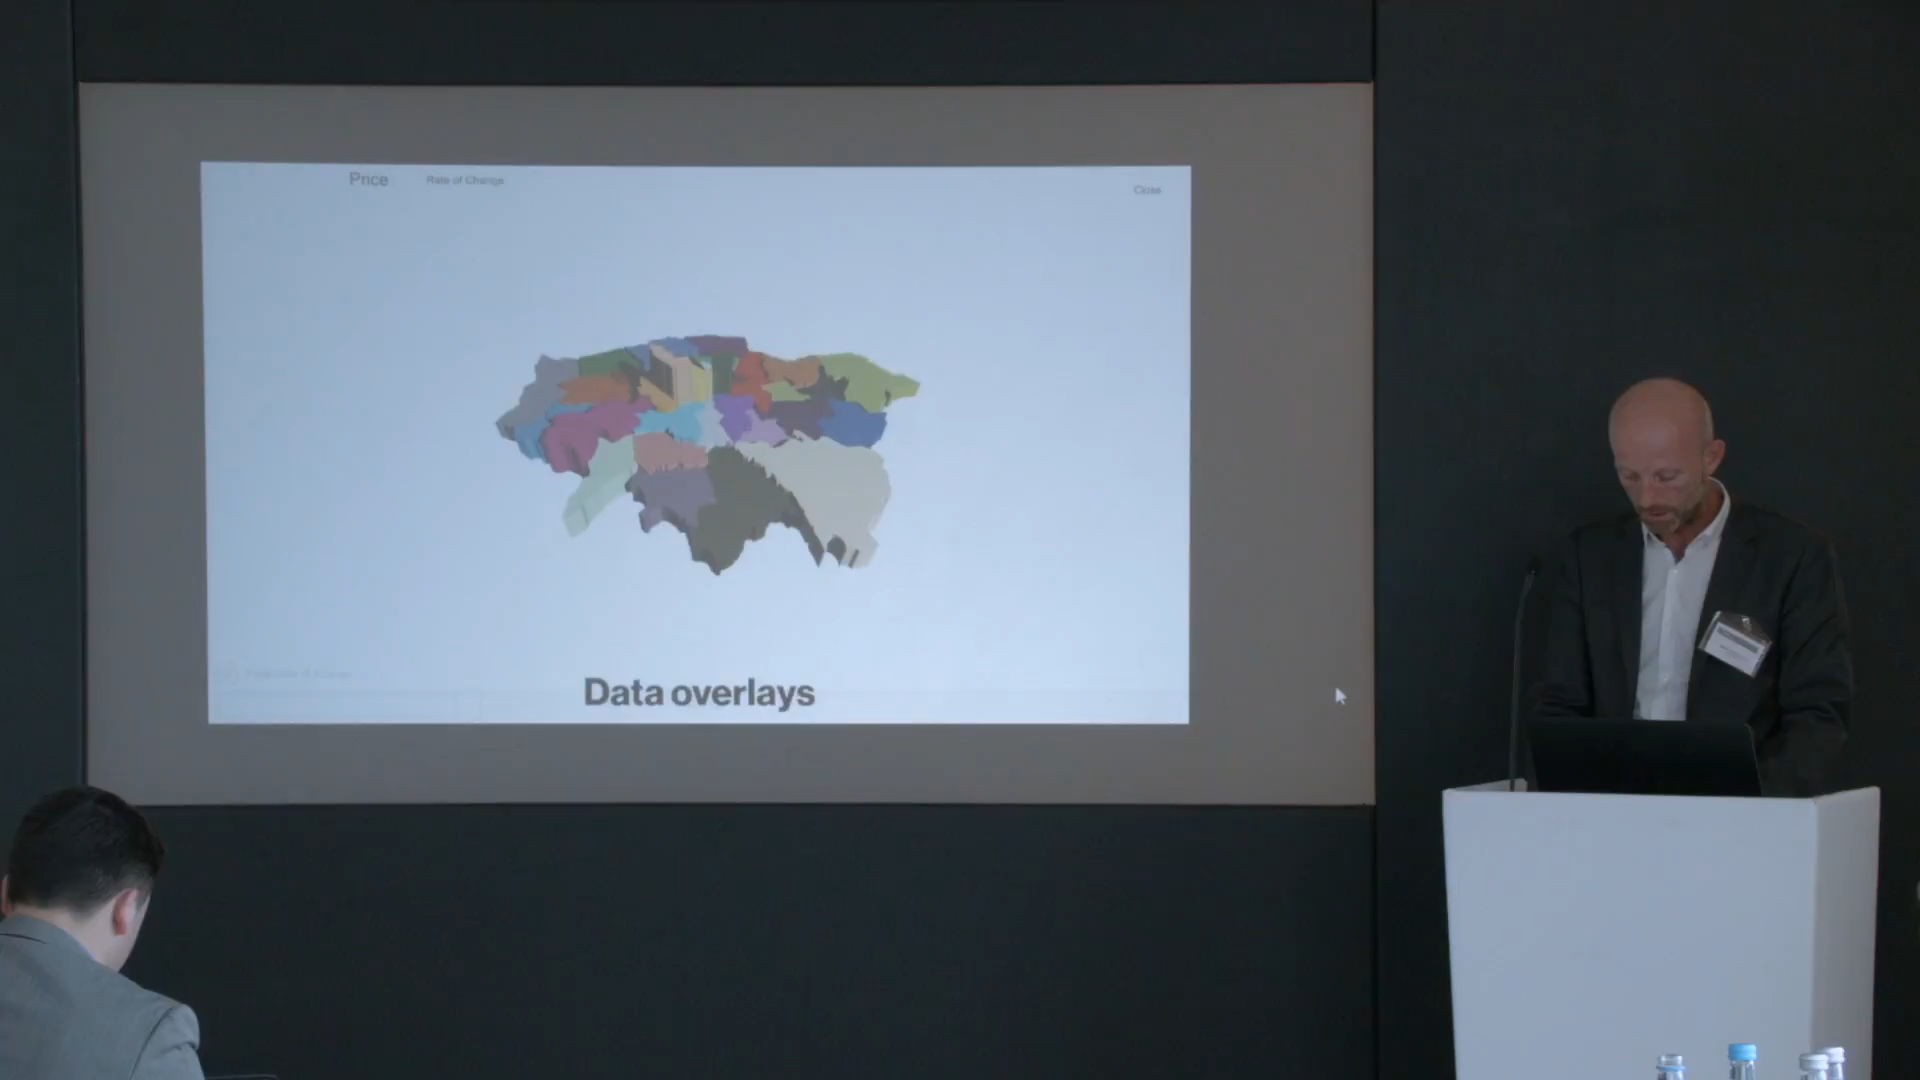 Price
Rate of Change
Close
Data overlays